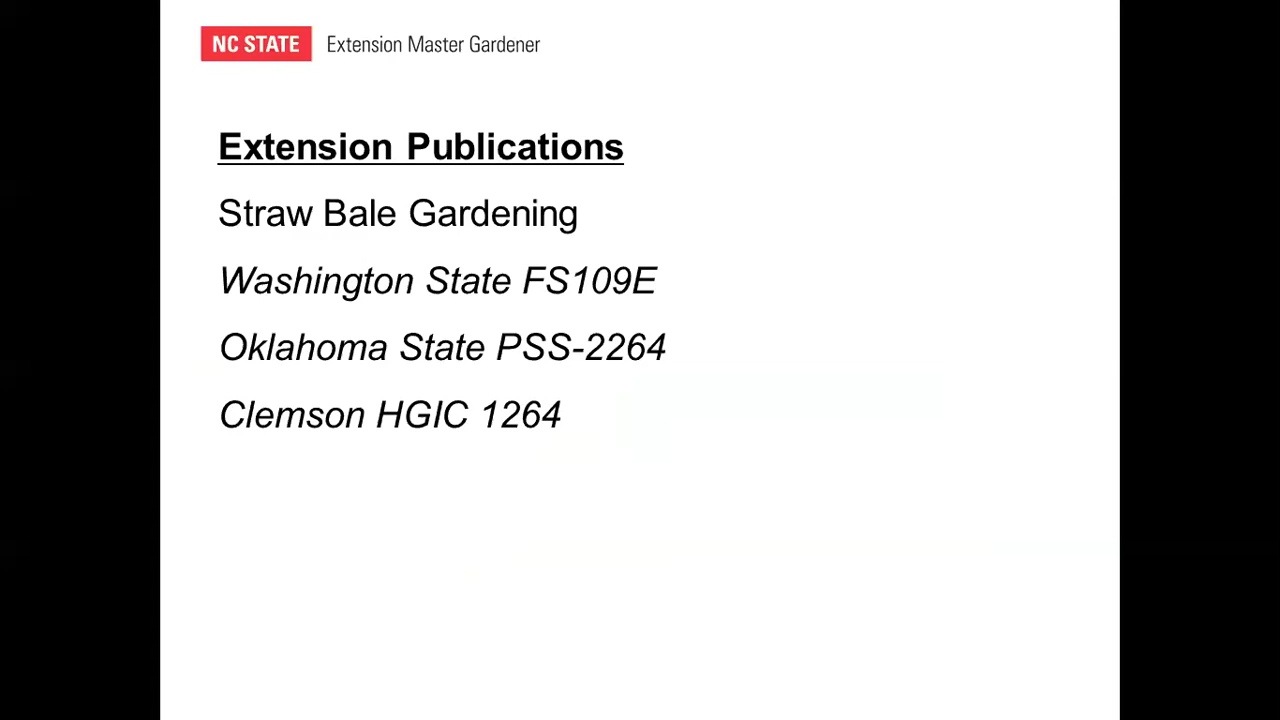 NC STATE Extension Master Gardener
Extension Publications
Straw Bale Gardening
Washington State FS109E
Oklahoma State PSS-2264
Clemson HGIC 1264